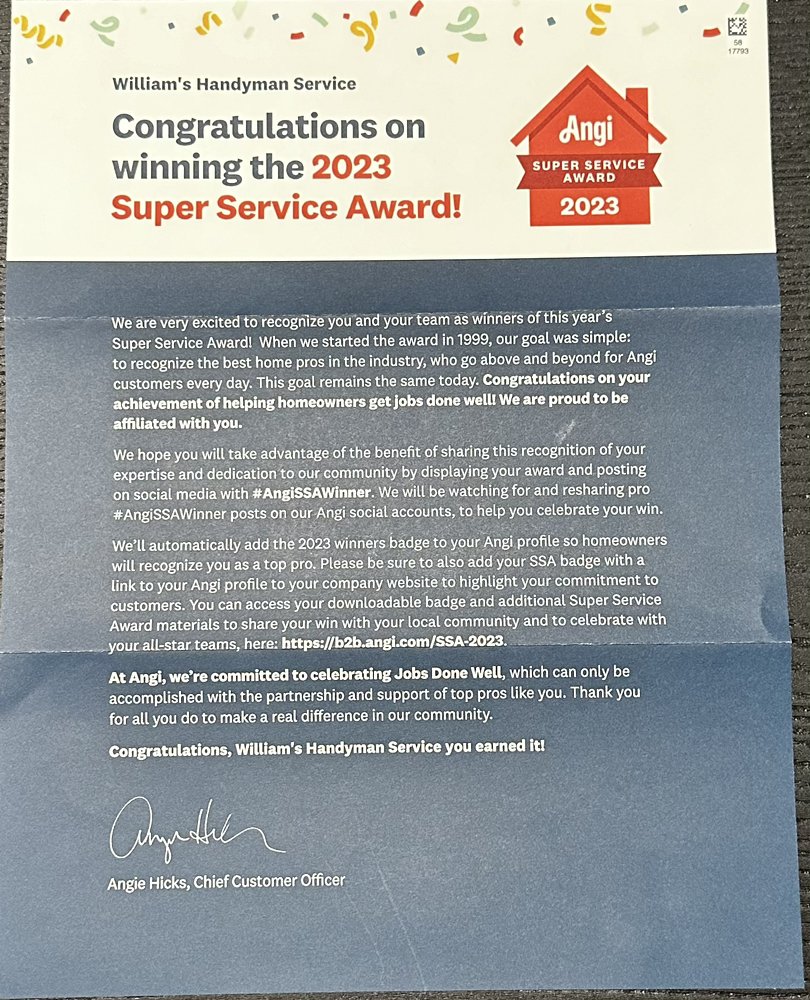 58
17793
William's Handyman Service
Congratulations on
winning the 2023
Super Service Award!
Angi
SUPER SERVICE
AWARD
2023
We are very excited to recognize you and your team as winners of this year's
Super Service Award!  When we started the award in 1999, our goal was simple:
to recognize the best home pros in the industry, who go above and beyond for Angi
customers every day. This goal remains the same today. Congratulations on your
achievement of helping homeowners get jobs done well! We are proud to be
affiliated with you.
We hope you will take advantage of the benefit of sharing this recognition of your
expertise and dedication to our community by displaying your award and posting
on social media with #AngiSSAWinner. We will be watching for and resharing pro
#AngiSSAWinner posts on our Angi social accounts, to help you celebrate your win.
We'll automatically add the 2023 winners badge to your Angi profile so homeowners
will recognize you as a top pro. Please be sure to also add your SSA badge with a
link to your Angi profile to your company website to highlight your commitment to
customers. You can access your downloadable badge and additional Super Service
Award materials to share your win with your local community and to celebrate with
your all-star teams, here: https://b2b.angi.com/SSA-2023.
At Angi, we're committed to celebrating Jobs Done Well, which can only be
accomplished with the partnership and support of top pros like you. Thank you
for all you do to make a real difference in our community.
Congratulations, William's Handyman Service you earned it!
Angie Hicks
Angie Hicks, Chief Customer Officer